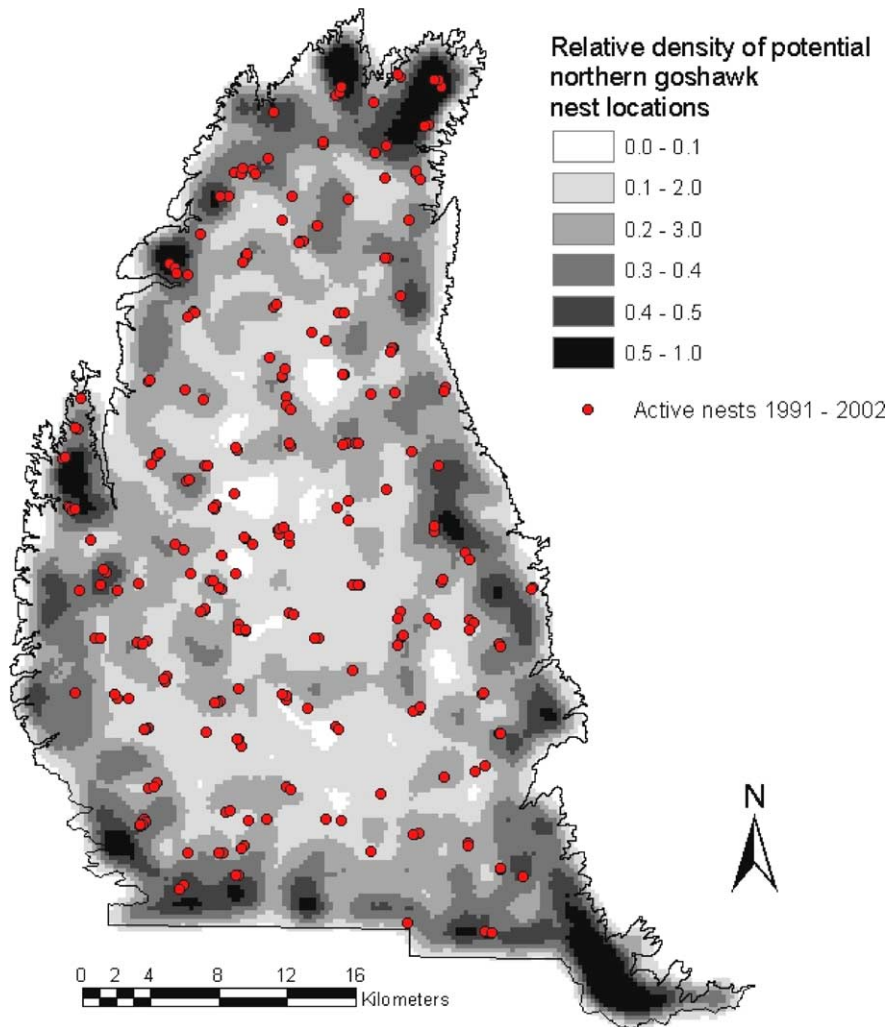 Relative density of potential
northern goshawk
nest locations
0.0 - 0.1
0.1 - 2.0
0.2 - 3.0
0.3 - 0.4
0.4 - 0.5
0.5 - 1.0
Active nests 1991 - 2002
N
0 2 4 8 12 16
Kilometers